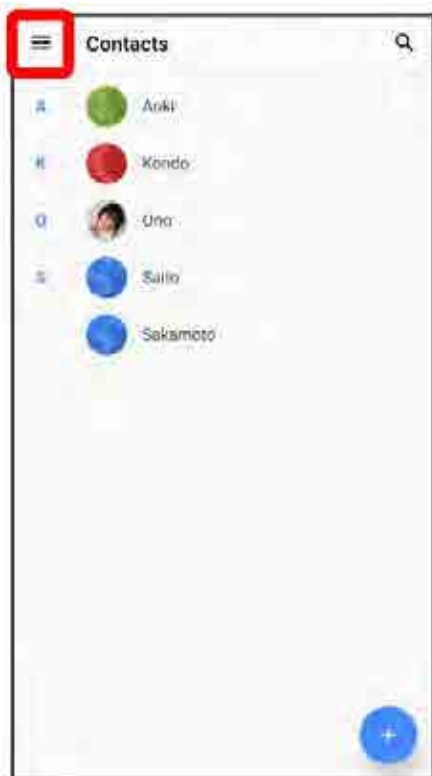 Contacts
A Aoki
K Kondo
O Ono
S Saito
Sakamoto